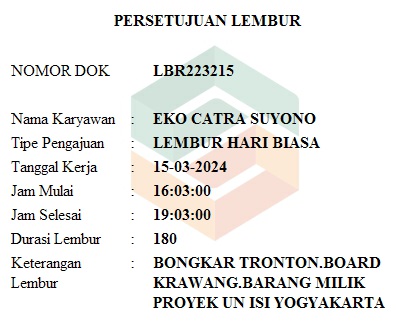 PERSETUJUAN LEMBUR
NOMOR DOK LBR223215
Nama Karyawan : EKO CATRA SUYONO
Tipe Pengajuan : LEMBUR HARI BIASA
Tanggal Kerja : 15-03-2024
Jam Mulai : 16:03:00
Jam Selesai : 19:03:00
Durasi Lembur : 180
Keterangan : BONGKAR TRONTON.BOARD
Lembur KRAWANG.BARANG MILIK
PROYEK UN ISI YOGYAKARTA